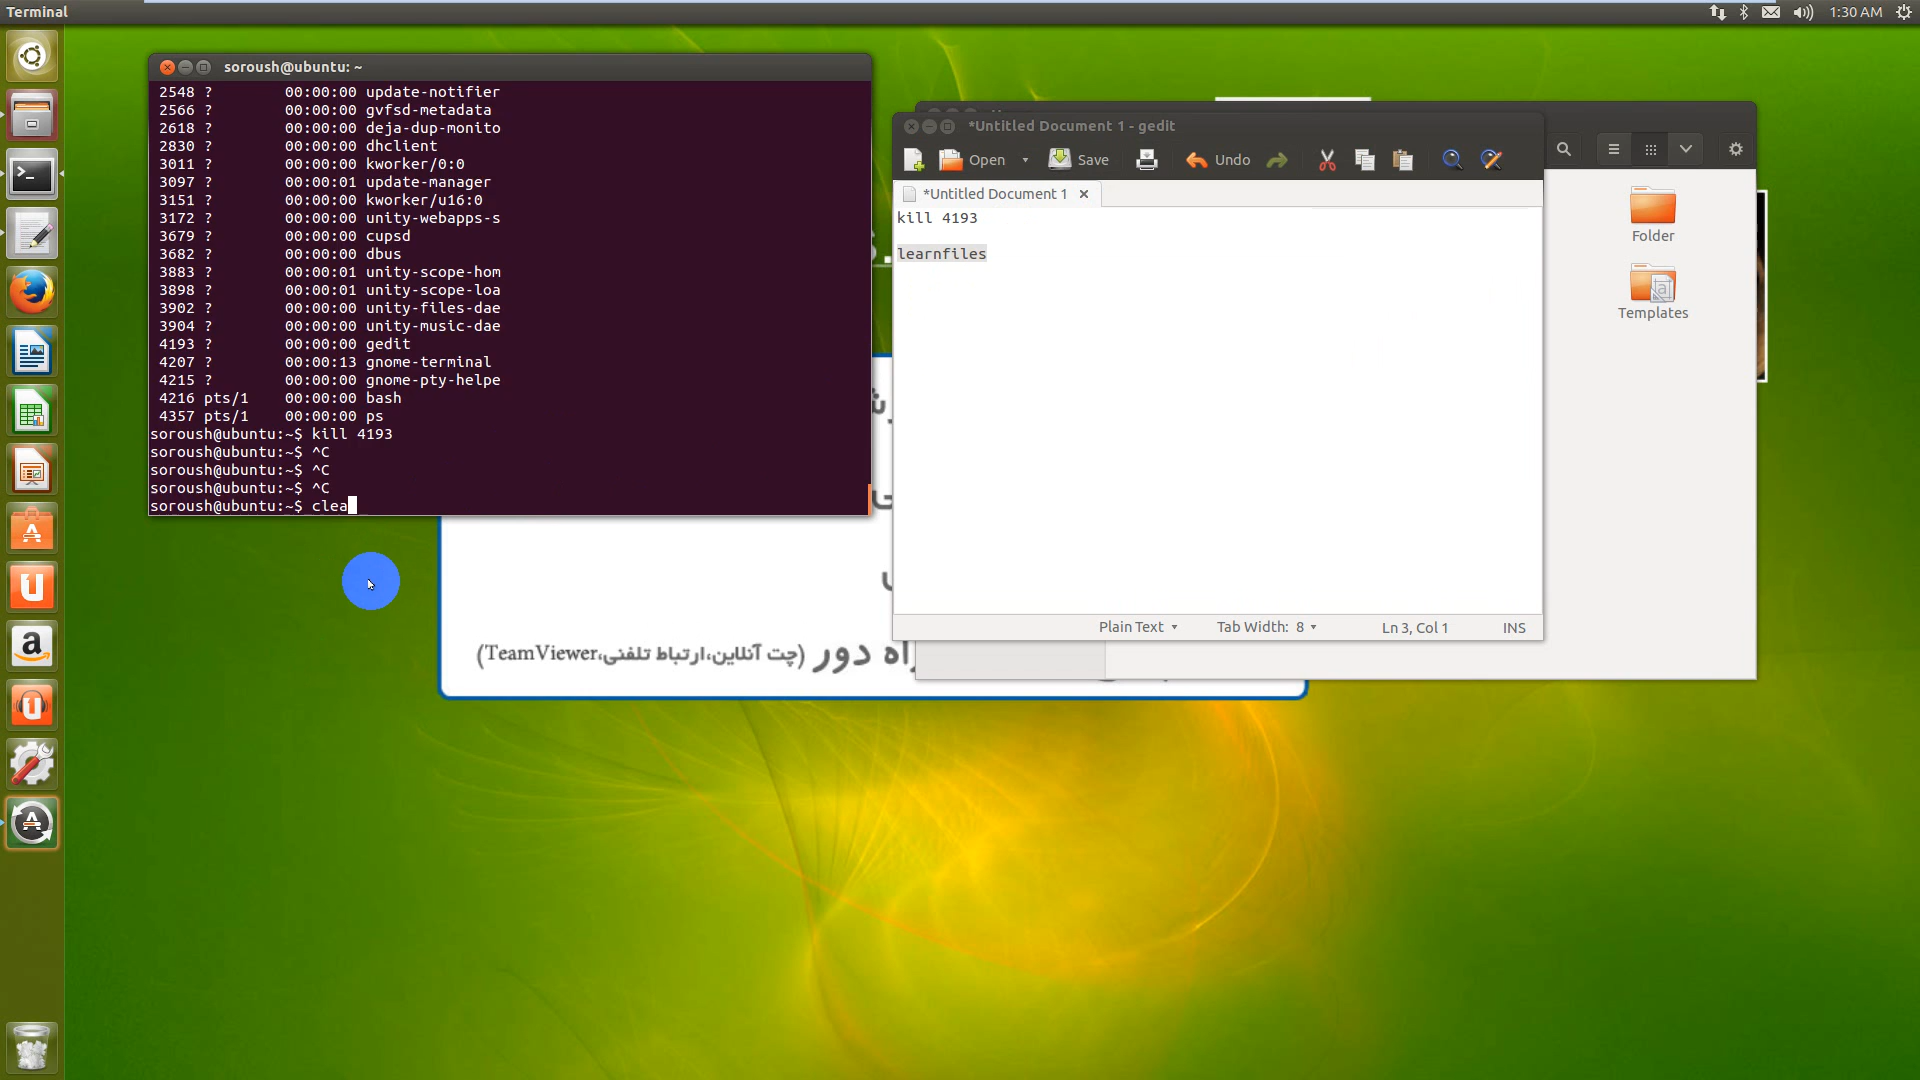 Terminal
1:30 AM
soroush@ubuntu: ~
2548 ? 00:00:00 update-notifier
2566 ? 00:00:00 gvfsd-metadata
2618 ? 00:00:00 deja-dup-monito
2830 ? 00:00:00 dhclient
3011 ? 00:00:00 kworker/0:0
3097 ? 00:00:01 update-manager
3151 ? 00:00:00 kworker/u16:0
3172 ? 00:00:00 unity-webapps-s
3679 ? 00:00:00 cupsd
3682 ? 00:00:00 dbus
3883 ? 00:00:01 unity-scope-hom
3898 ? 00:00:01 unity-scope-loa
3902 ? 00:00:00 unity-files-dae
3904 ? 00:00:00 unity-music-dae
4193 ? 00:00:00 gedit
4207 ? 00:00:13 gnome-terminal
4215 ? 00:00:00 gnome-pty-helpe
4216 pts/1 00:00:00 bash
4357 pts/1 00:00:00 ps
soroush@ubuntu:~$ kill 4193
soroush@ubuntu:~$ ^C
soroush@ubuntu:~$ ^C
soroush@ubuntu:~$ ^C
soroush@ubuntu:~$ clea
*Untitled Document 1 - gedit
Open Save Undo
*Untitled Document 1
kill 4193
learnfiles
Plain Text Tab Width: 8 Ln 3, Col 1 INS
Folder
Templates
راه دور (چت آنلاین،ارتباط تلفنی،TeamViewer)